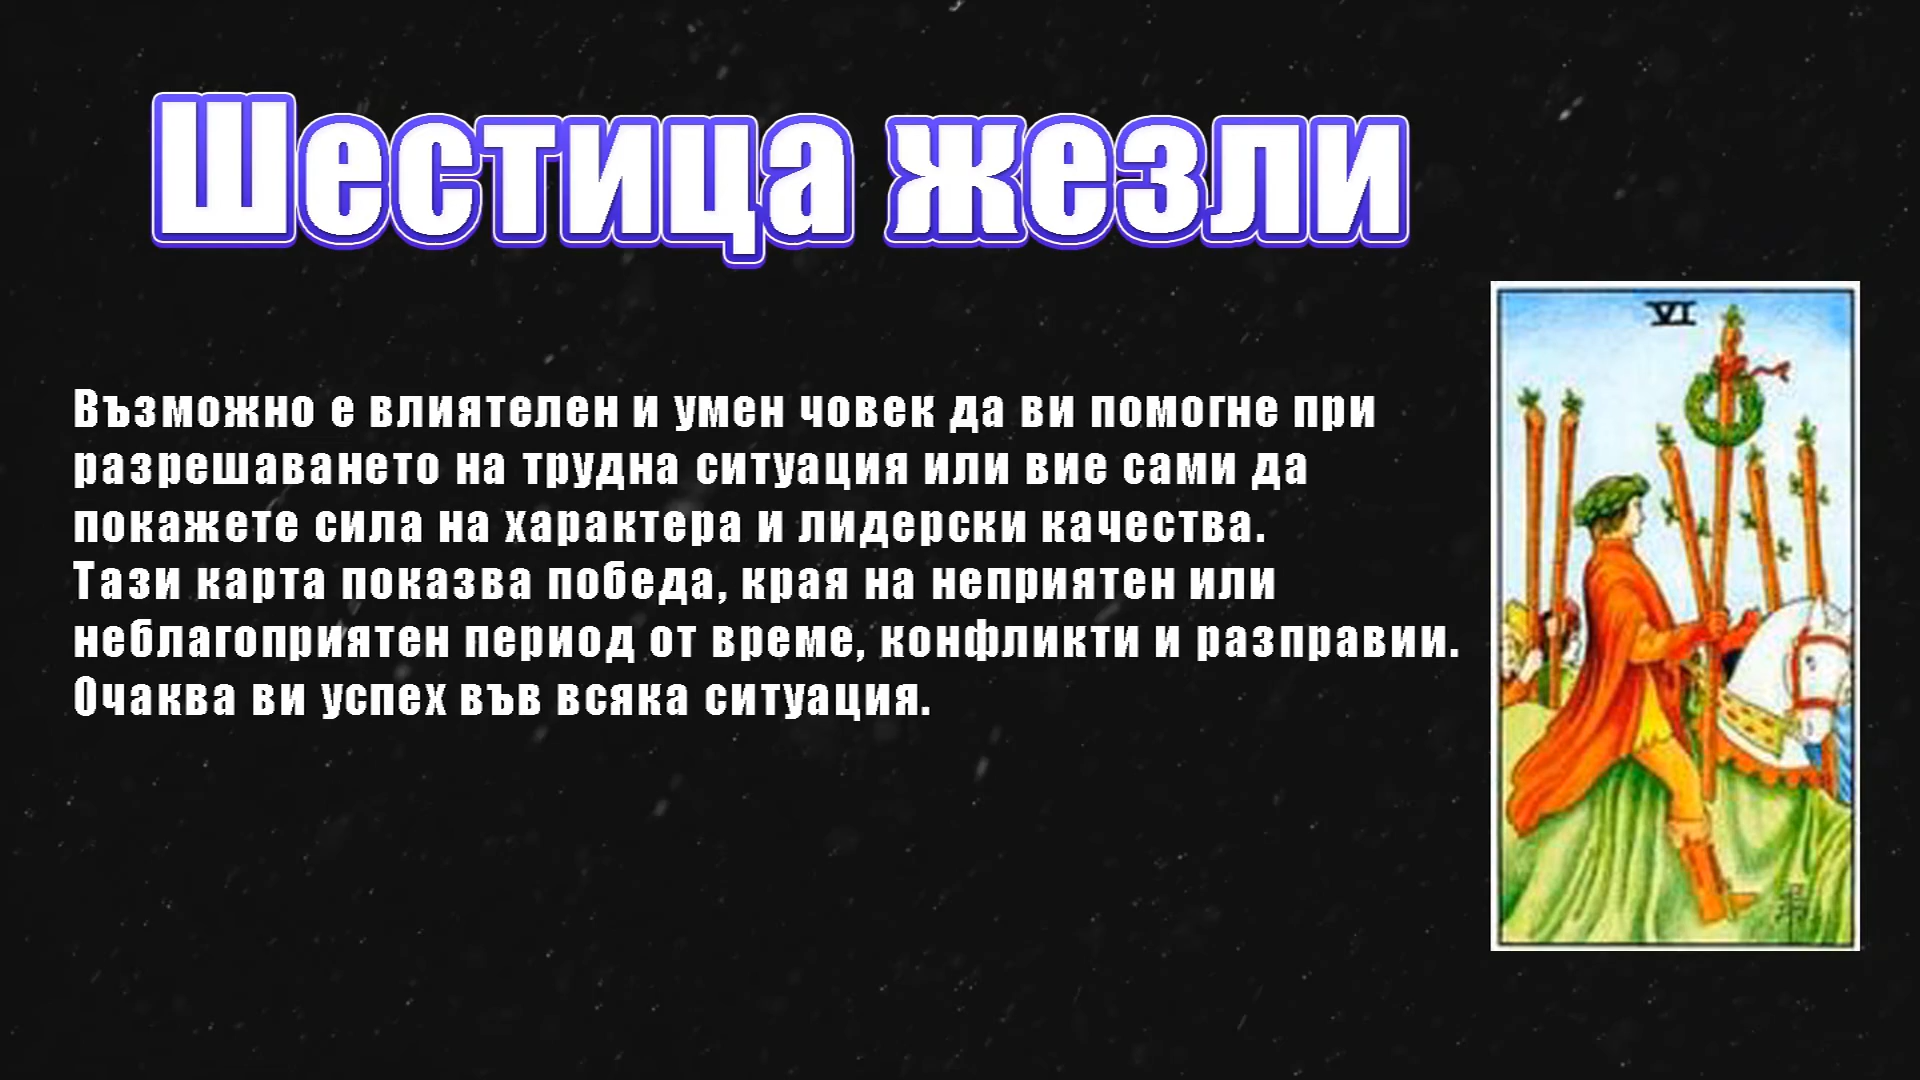 Шестица жезли
VI
Възможно е влиятелен и умен човек да ви помогне при
разрешаването на трудна ситуация или вие сами да
покажете сила на характера и лидерски качества.
Тази карта показва победа, края на неприятен или
неблагоприятен период от време, конфликти и разправии.
Очаква ви успех във всяка ситуация.